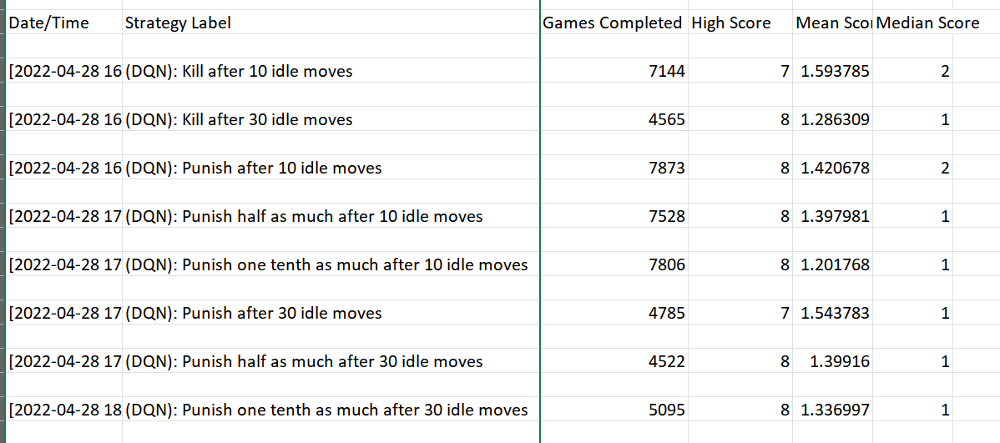 Date/Time Strategy Label Games Completed High Score Mean Scor Median Score
[2022-04-28 16 (DQN): Kill after 10 idle moves 7144 7 1.593785 2
[2022-04-28 16 (DQN): Kill after 30 idle moves 4565 8 1.286309 1
[2022-04-28 16 (DQN): Punish after 10 idle moves 7873 8 1.420678 2
[2022-04-28 17 (DQN): Punish half as much after 10 idle moves 7528 8 1.397981 1
[2022-04-28 17 (DQN): Punish one tenth as much after 10 idle moves 7806 8 1.201768 1
[2022-04-28 17 (DQN): Punish after 30 idle moves 4785 7 1.543783 1
[2022-04-28 17 (DQN): Punish half as much after 30 idle moves 4522 8 1.39916 1
[2022-04-28 18 (DQN): Punish one tenth as much after 30 idle moves 5095 8 1.336997 1